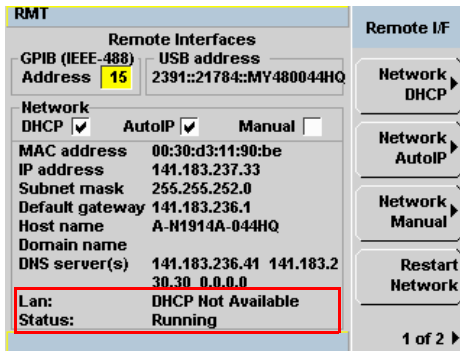 RMT
Remote Interfaces
GPIB (IEEE-488)
Address 15
USB address
2391::21784::MY480044HQ
Network
DHCP AutoIP Manual
MAC address 00:30:d3:11:90:be
IP address 141.183.237.33
Subnet mask 255.255.252.0
Default gateway 141.183.236.1
Host name A-N1914A-044HQ
Domain name
DNS server(s) 141.183.236.41 141.183.2
30.30 0.0.0.0
Lan: DHCP Not Available
Status: Running
Remote I/F
Network
DHCP
Network
AutoIP
Network
Manual
Restart
Network
1 of 2